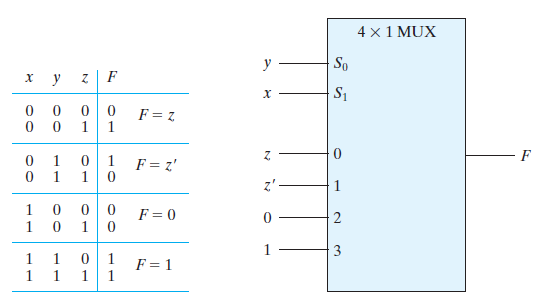 x y z F
0 0 0 0 F = z
0 0 1 1
0 1 0 1 F = z'
0 1 1 0
1 0 0 0 F = 0
1 0 1 0
1 1 0 1 F = 1
1 1 1 1
4 × 1 MUX
y S₀
x S₁
z 0
z' 1
0 2
1 3
F